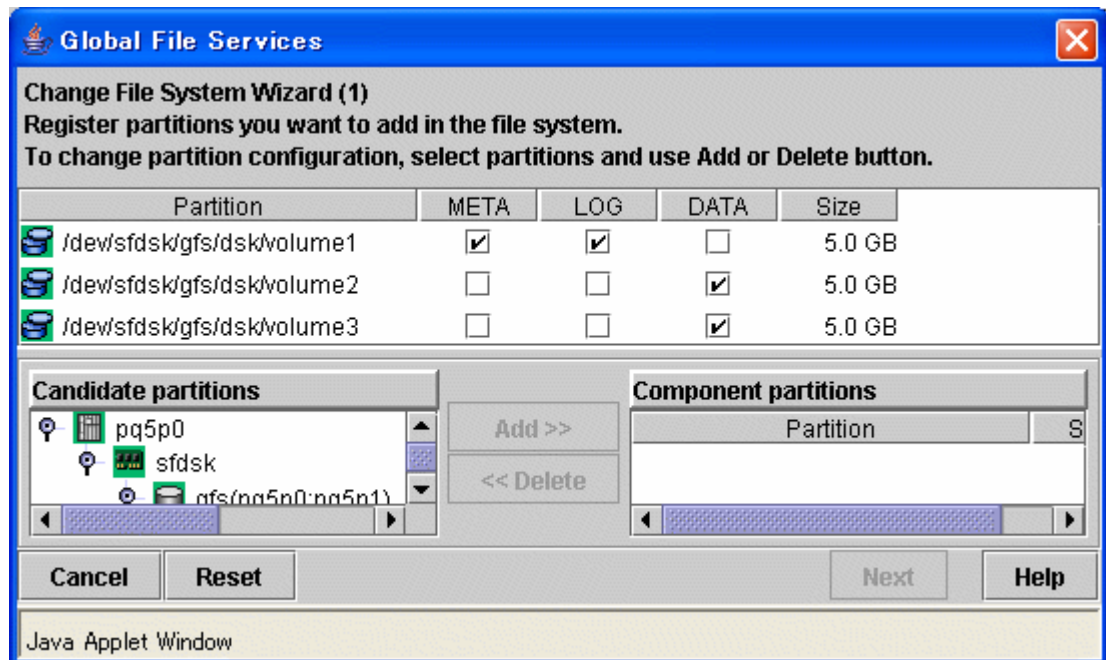 Global File Services
Change File System Wizard (1)
Register partitions you want to add in the file system.
To change partition configuration, select partitions and use Add or Delete button.
Partition META LOG DATA Size
/dev/sfdsk/gfs/dsk/volume1 5.0 GB
/dev/sfdsk/gfs/dsk/volume2 5.0 GB
/dev/sfdsk/gfs/dsk/volume3 5.0 GB
Candidate partitions Component partitions
pq5p0 Add >> Partition S
sfdsk
gfs(pq5p0:pq5p1) << Delete
Cancel Reset Next Help
Java Applet Window